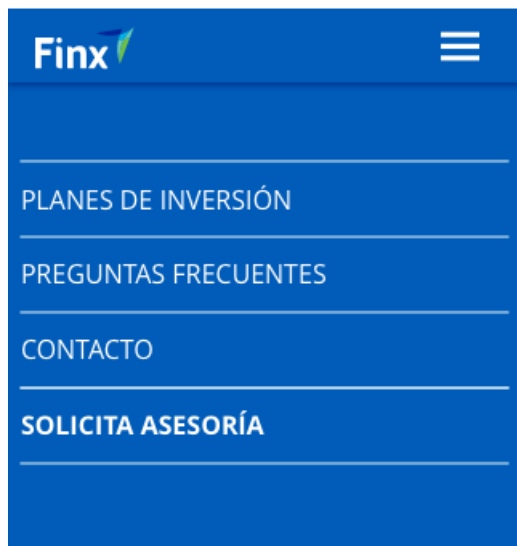 Finx
PLANES DE INVERSIÓN
PREGUNTAS FRECUENTES
CONTACTO
SOLICITA ASESORÍA